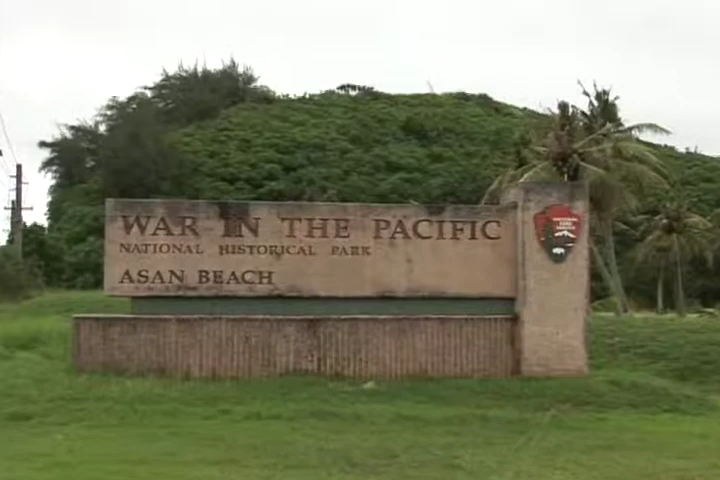 WAR IN THE PACIFIC
NATIONAL HISTORICAL PARK
ASAN BEACH